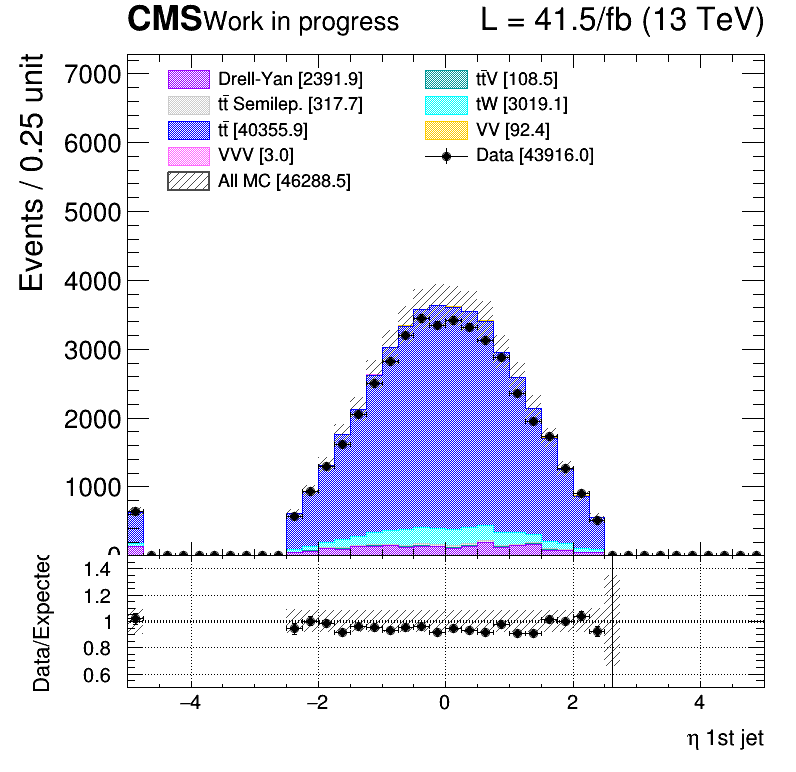 CMS Work in progress L = 41.5/fb (13 TeV)
Events / 0.25 unit
7000
6000
5000
4000
3000
2000
1000
0
Drell-Yan [2391.9]
tt̄ Semilep. [317.7]
tt̄ [40355.9]
VVV [3.0]
All MC [46288.5]
tt̄V [108.5]
tW [3019.1]
VV [92.4]
Data [43916.0]
Data/Expected
1.4
1.2
1
0.8
0.6
−4 −2 0 2 4
η 1st jet